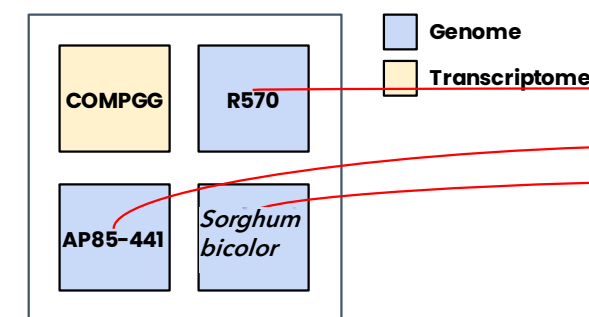 Genome
Transcriptome
COMPGG
R570
AP85-441
Sorghum
bicolor